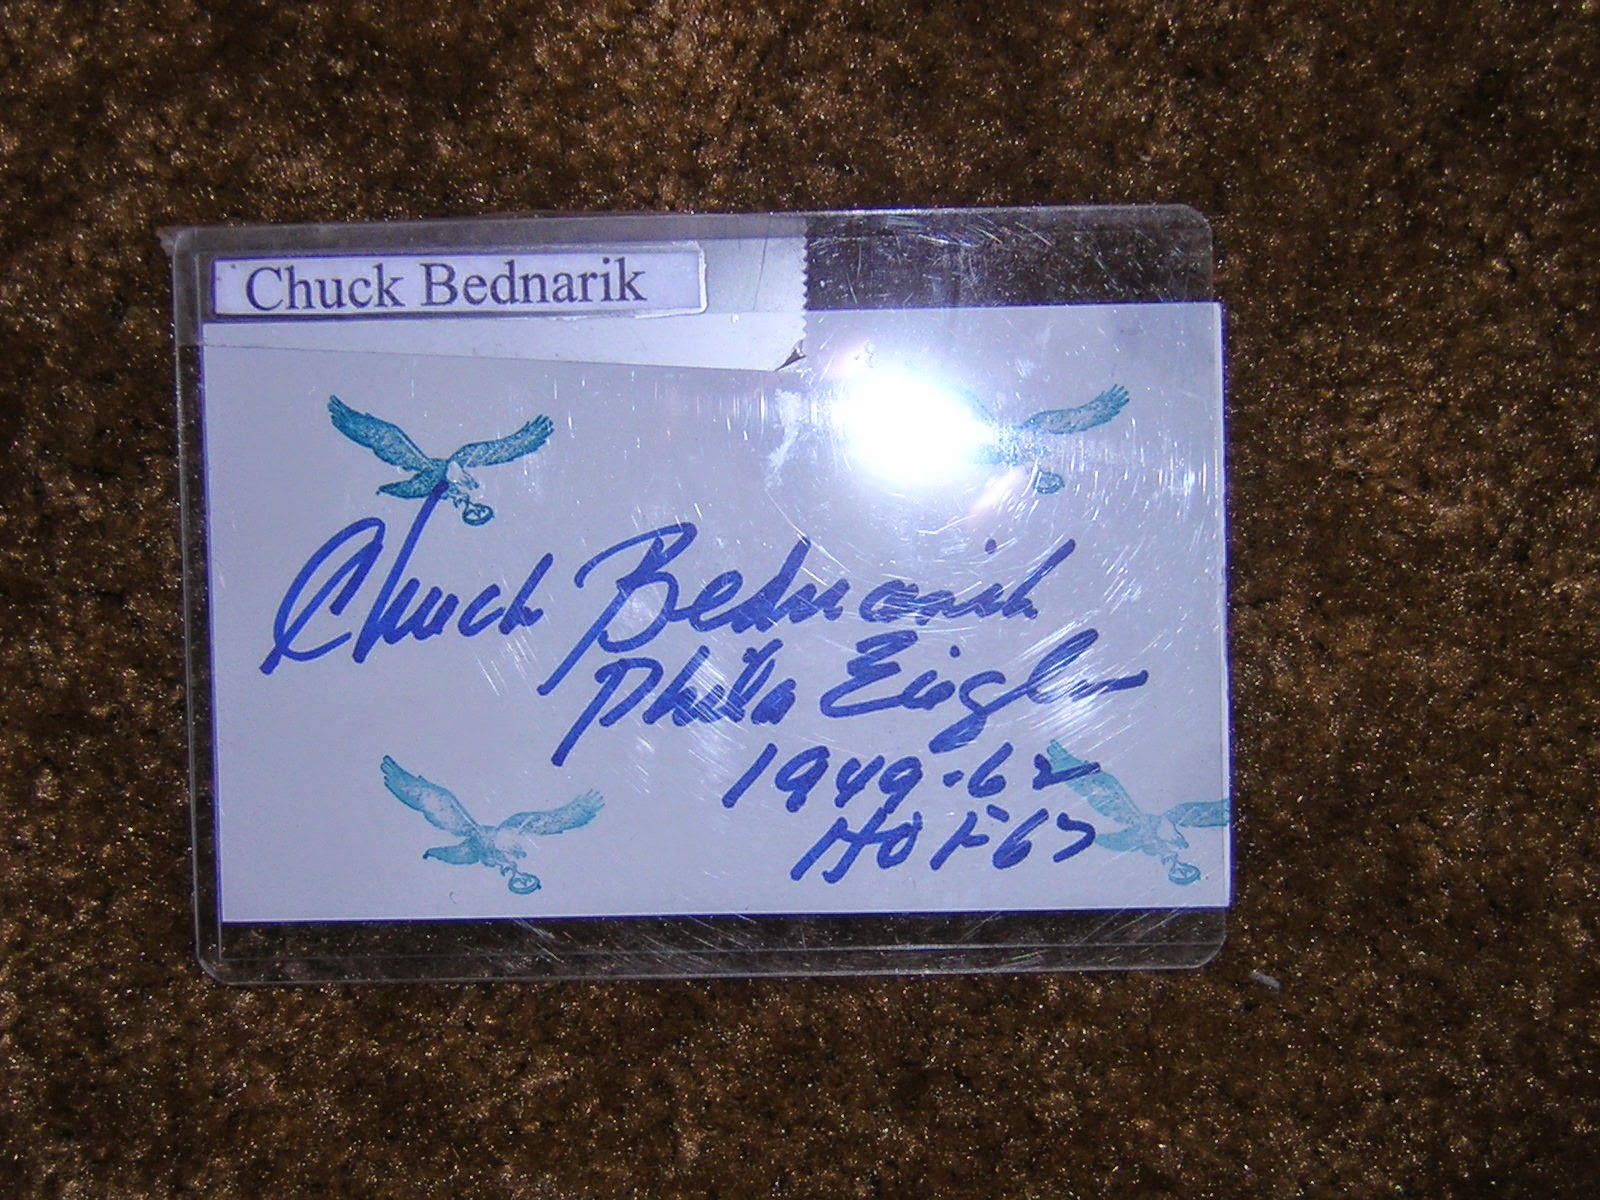 Chuck Bednarik
Chuck Bednarik
Phila Eagles
1949-62
HOF 67